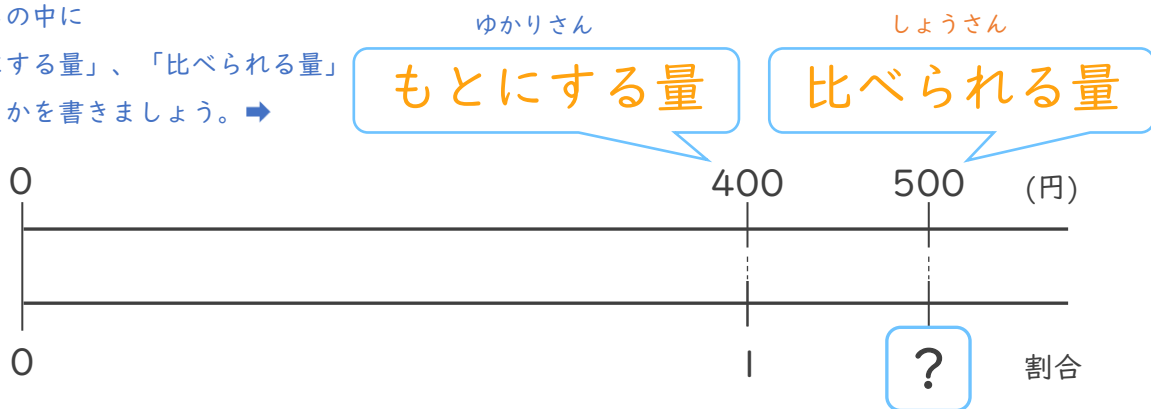 の中に
する量」、「比べられる量」
かを書きましょう。➡
ゆかりさん
しょうさん
もとにする量
比べられる量
0
400
500
(円)
0
1
?
割合